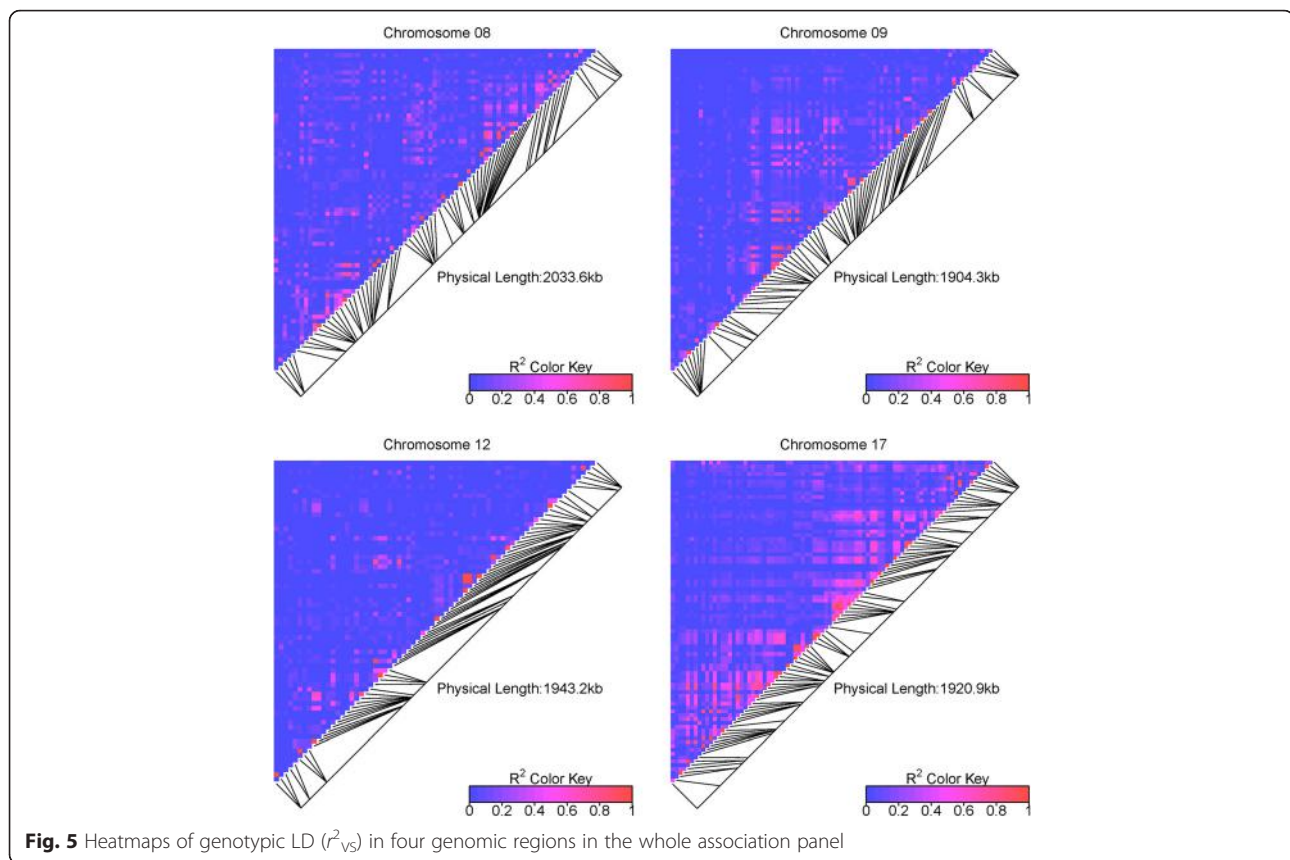 Chromosome 08
Physical Length:2033.6kb
R² Color Key
0 0.2 0.4 0.6 0.8 1
Chromosome 09
Physical Length:1904.3kb
R² Color Key
0 0.2 0.4 0.6 0.8 1
Chromosome 12
Physical Length:1943.2kb
R² Color Key
0 0.2 0.4 0.6 0.8 1
Chromosome 17
Physical Length:1920.9kb
R² Color Key
0 0.2 0.4 0.6 0.8 1
Fig. 5 Heatmaps of genotypic LD (r²VS) in four genomic regions in the whole association panel